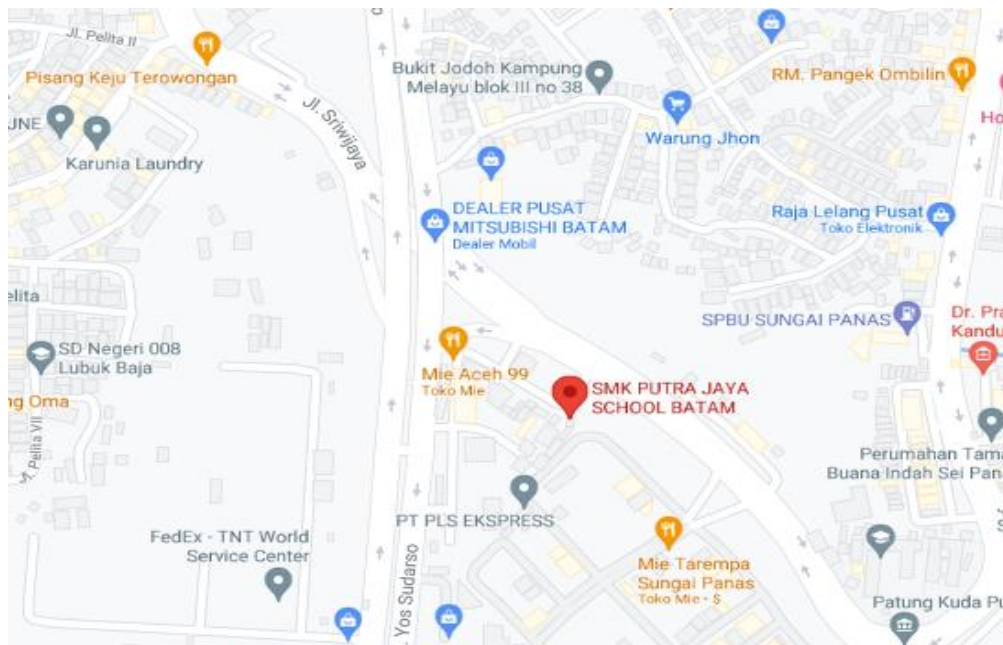 Jl. Pelita II
Pisang Keju Terowongan
JNE
Karunia Laundry
Jl. Sriwijaya
Bukit Jodoh Kampung
Melayu blok III no 38
Warung Jhon
RM. Pangek Ombilin
Ho
DEALER PUSAT
MITSUBISHI BATAM
Dealer Mobil
Raja Lelang Pusat
Toko Elektronik
elita
SPBU SUNGAI PANAS
Dr. Pra
Kandu
SD Negeri 008
Lubuk Baja
Mie Aceh 99
Toko Mie
SMK PUTRA JAYA
SCHOOL BATAM
ng Oma
Jl. Pelita VII
Perumahan Tama
Buana Indah Sei Pan
PT PLS EKSPRESS
FedEx - TNT World
Service Center
Mie Tarempa
Sungai Panas
Toko Mie - $
Yos Sudarso
Patung Kuda Pu